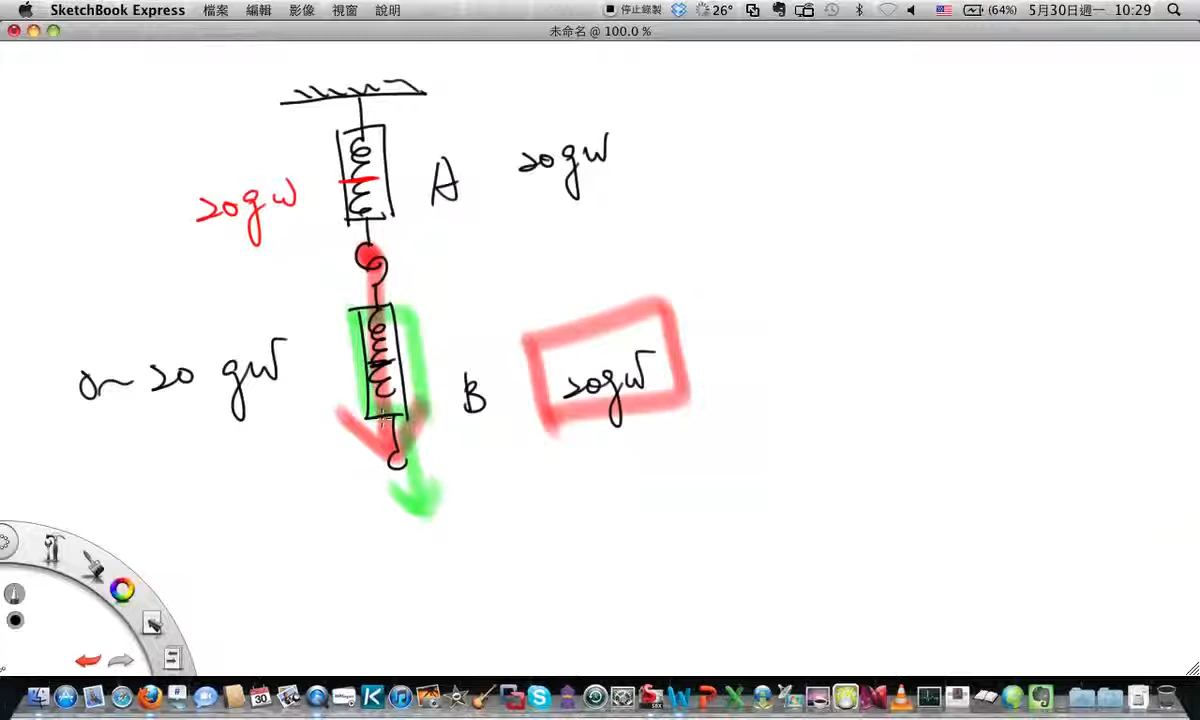 SketchBook Express 檔案 編輯 影像 視窗 說明 停止錄製 26° (64%) 5月30日週一 10:29
未命名 @ 100.0 %
A 20gw
20gw
0~20 gw B 20gw